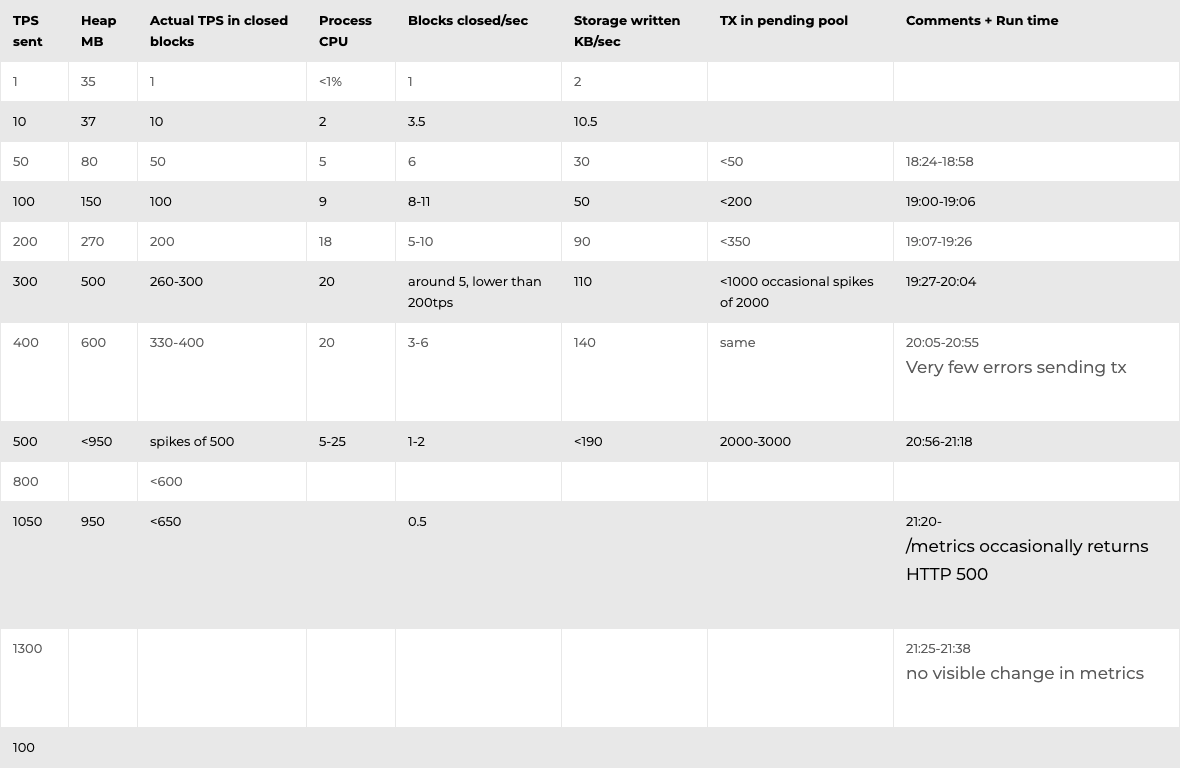 TPS sent	Heap MB	Actual TPS in closed blocks	Process CPU	Blocks closed/sec	Storage written KB/sec	TX in pending pool	Comments + Run time
1	35	1	<1%	1	2
10	37	10	2	3.5	10.5
50	80	50	5	6	30	<50	18:24-18:58
100	150	100	9	8-11	50	<200	19:00-19:06
200	270	200	18	5-10	90	<350	19:07-19:26
300	500	260-300	20	around 5, lower than 200tps	110	<1000 occasional spikes of 2000	19:27-20:04
400	600	330-400	20	3-6	140	same	20:05-20:55
Very few errors sending tx
500	<950	spikes of 500	5-25	1-2	<190	2000-3000	20:56-21:18
800	<600
1050	950	<650	0.5	21:20-
/metrics occasionally returns
HTTP 500
1300	21:25-21:38
no visible change in metrics
100